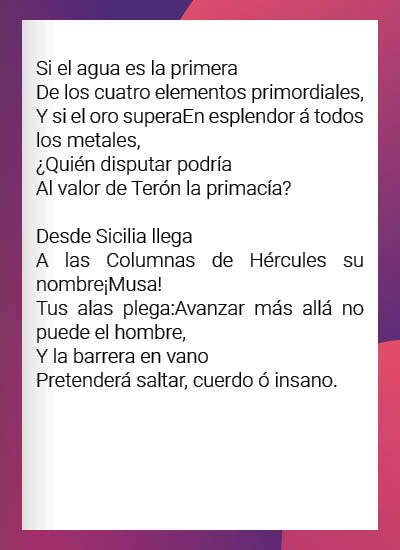 Si el agua es la primera
De los cuatro elementos primordiales,
Y si el oro superaEn esplendor á todos
los metales,
¿Quién disputar podría
Al valor de Terón la primacía?

Desde Sicilia llega
A las Columnas de Hércules su
nombre¡Musa!
Tus alas plega:Avanzar más allá no
puede el hombre,
Y la barrera en vano
Pretenderá saltar, cuerdo ó insano.